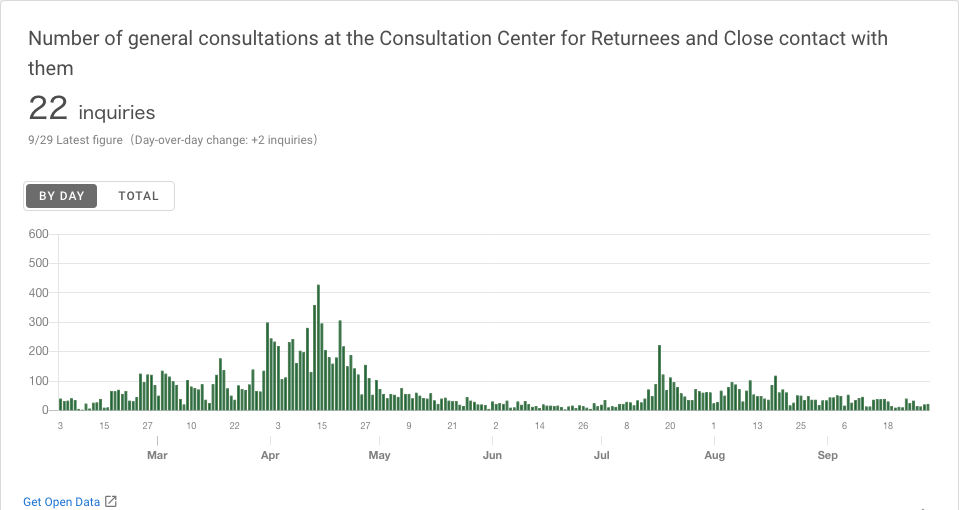 Number of general consultations at the Consultation Center for Returnees and Close contact with
them
22 inquiries
9/29 Latest figure（Day-over-day change: +2 inquiries）
BY DAY TOTAL
600
500
400
300
200
100
0
3 15 27 10 22 3 15 27 9 21 2 14 26 8 20 1 13 25 6 18
Mar Apr May Jun Jul Aug Sep
Get Open Data